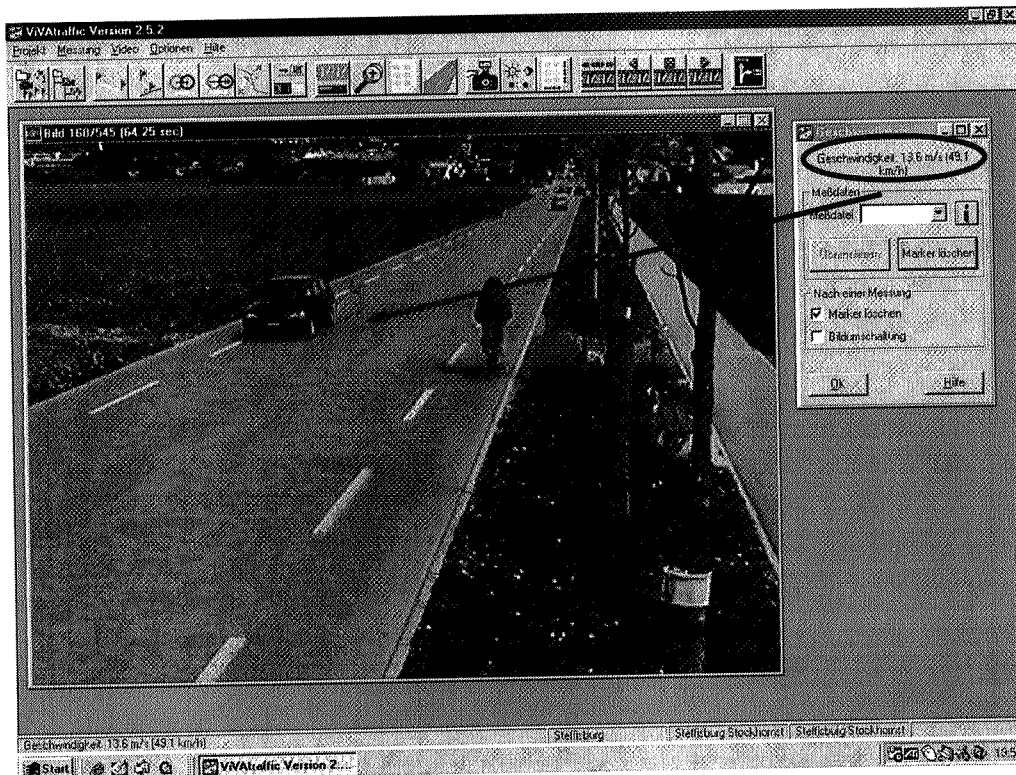 ViVAtraffic Version 2.5.2
Projekt Messung Video Optionen Hilfe
Bild 160/545 (64.25 sec)
Geschwindigkeit: 13.6 m/s (49.1
km/h)
Meßdaten
Meßdatei
Marker löschen
Nach einer Messung
Marker löschen
Bildumschaltung
Ok
Hilfe
Geschwindigkeit: 13.6 m/s (49.1 km/h)
Steffisburg
Steffisburg Stockhornst
Steffisburg Stockhornst
Start
ViVAtraffic Version 2....